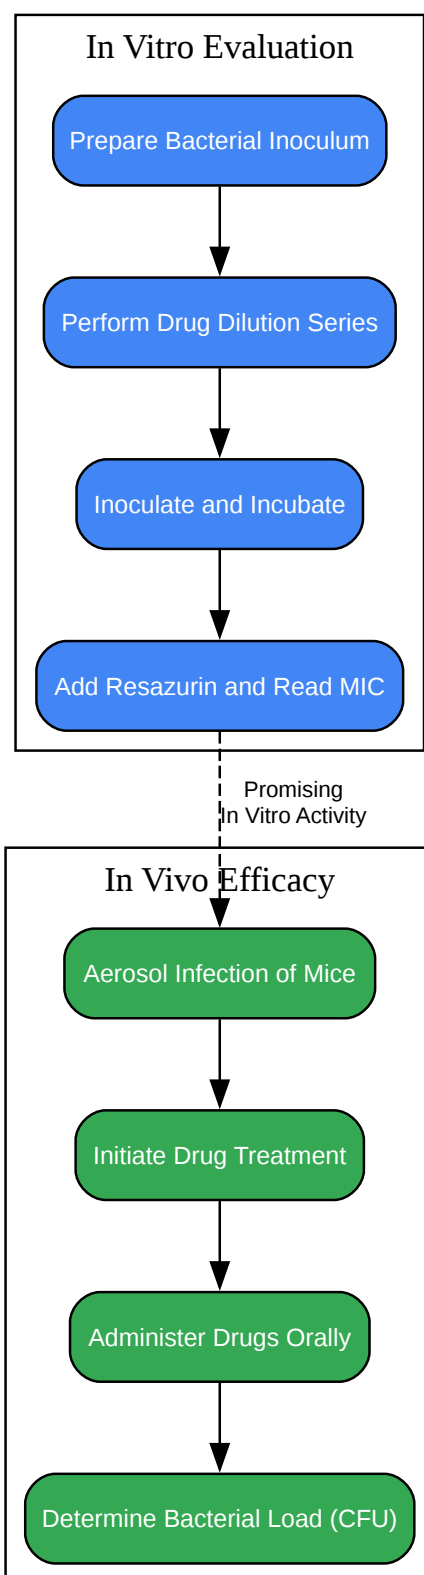 In Vitro Evaluation
Prepare Bacterial Inoculum
Perform Drug Dilution Series
Inoculate and Incubate
Add Resazurin and Read MIC
Promising
In Vitro Activity
In Vivo Efficacy
Aerosol Infection of Mice
Initiate Drug Treatment
Administer Drugs Orally
Determine Bacterial Load (CFU)